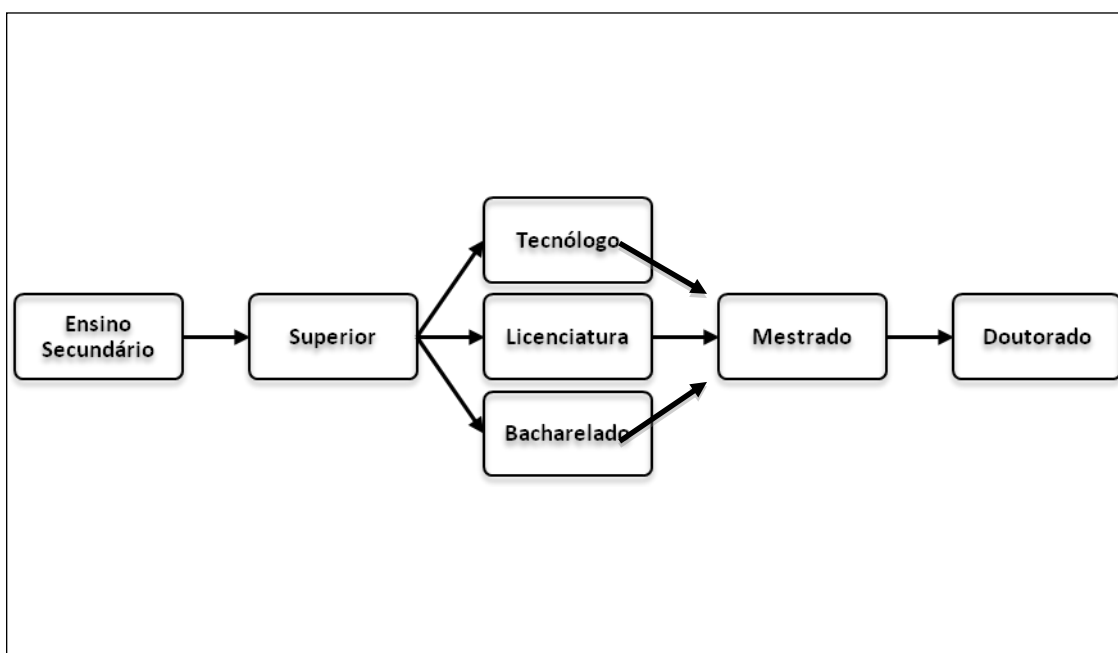 Ensino
Secundário
Superior
Tecnólogo
Licenciatura
Bacharelado
Mestrado
Doutorado